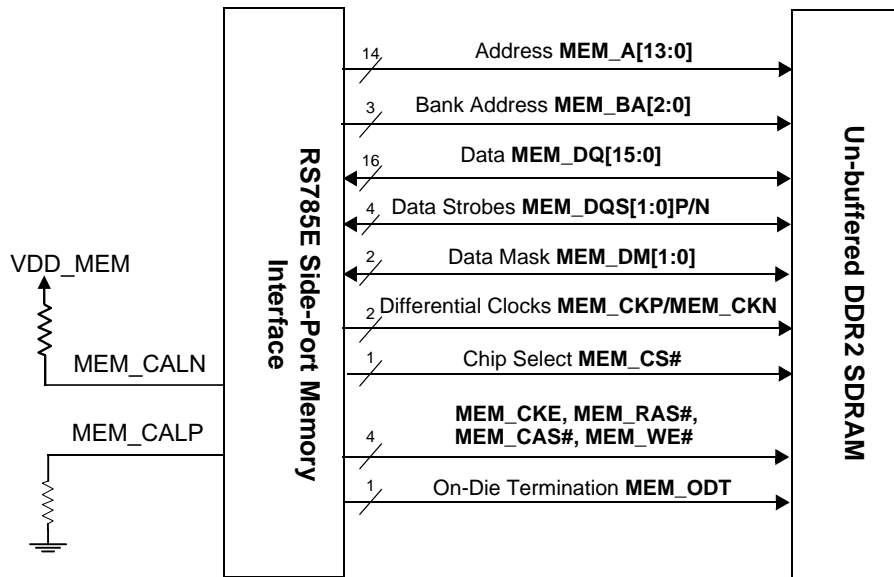 14
Address MEM_A[13:0]
3
Bank Address MEM_BA[2:0]
16
Data MEM_DQ[15:0]
4
Data Strobes MEM_DQS[1:0]P/N
2
Data Mask MEM_DM[1:0]
2
Differential Clocks MEM_CKP/MEM_CKN
1
Chip Select MEM_CS#
MEM_CKE, MEM_RAS#,
MEM_CAS#, MEM_WE#
4
1
On-Die Termination MEM_ODT
RS785E Side-Port Memory
Interface
Un-buffered DDR2 SDRAM
VDD_MEM
MEM_CALN
MEM_CALP